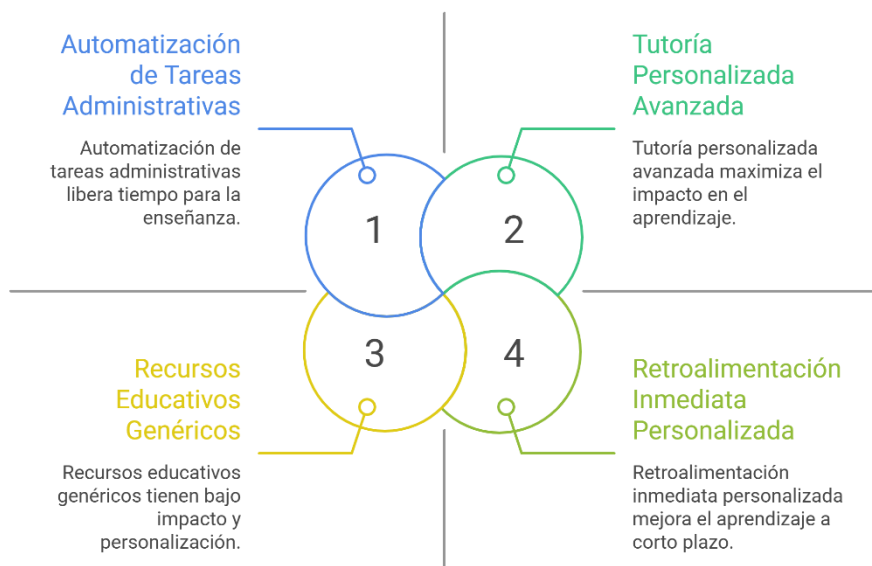 Automatización
de Tareas
Administrativas
Automatización de
tareas administrativas
libera tiempo para la
enseñanza.
1
Tutoría
Personalizada
Avanzada
Tutoría personalizada
avanzada maximiza el
impacto en el
aprendizaje.
2
Recursos
Educativos
Genéricos
Recursos educativos
genéricos tienen bajo
impacto y
personalización.
3
Retroalimentación
Inmediata
Personalizada
Retroalimentación
inmediata personalizada
mejora el aprendizaje a
corto plazo.
4